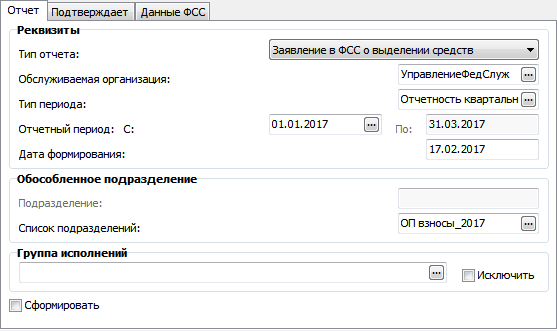 Отчет Подтверждает Данные ФСС
Реквизиты
Тип отчета: Заявление в ФСС о выделении средств
Обслуживаемая организация: УправлениеФедСлуж ...
Тип периода: Отчетность квартальн ...
Отчетный период: С: 01.01.2017 ... По: 31.03.2017
Дата формирования: 17.02.2017
Обособленное подразделение
Подразделение:
Список подразделений: ОП взносы_2017 ...
Группа исполнений
... Исключить
Сформировать